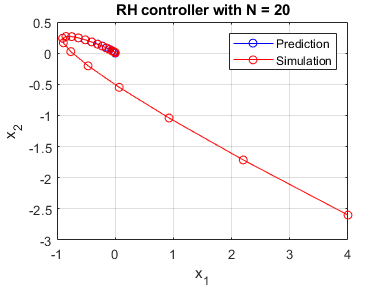 RH controller with N = 20
0.5
0
-0.5
-1
-1.5
-2
-2.5
-3
x2
Prediction
Simulation
-1 0 1 2 3 4
x1